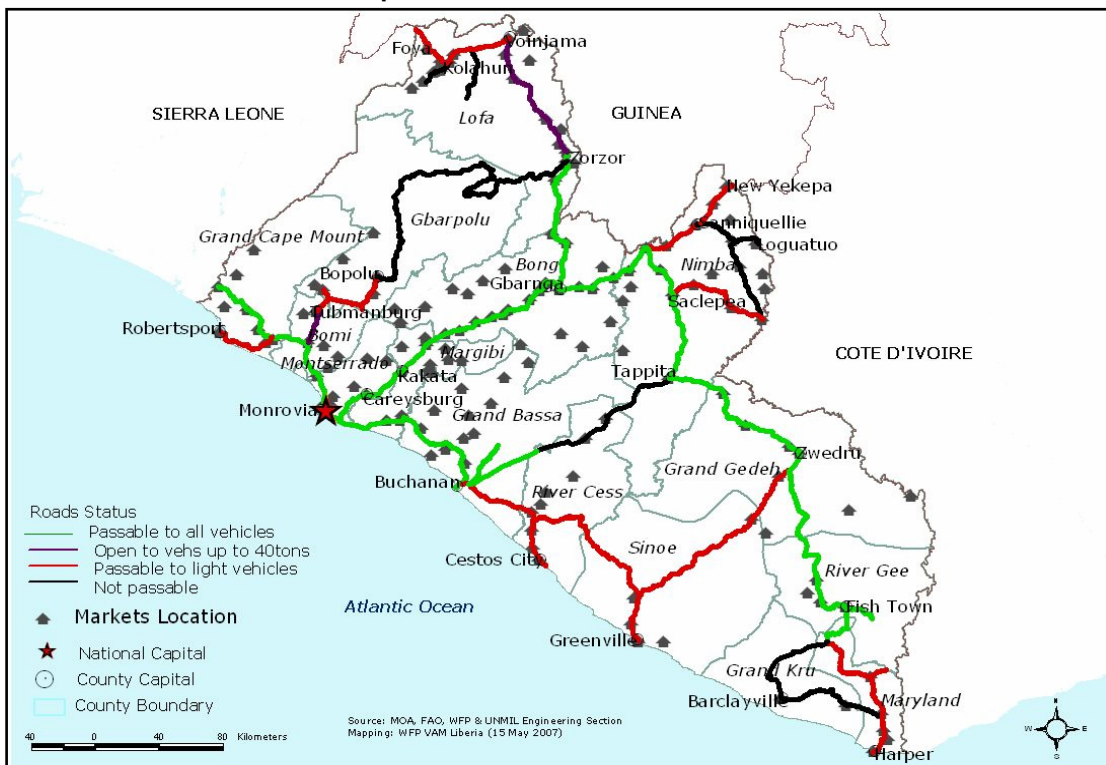 Foya
Voinjama
Kolahun
SIERRA LEONE
GUINEA
Lofa
Zorzor
New Yekepa
Gbarpolu
Sanniquellie
Grand Cape Mount
Loguatuo
Bong
Nimba
Bopolu
Gbarnga
Saclepea
Tubmanburg
Robertsport
Bomi
COTE D'IVOIRE
Montserrado
Margibi
Kakata
Tappita
Careysburg
Monrovia
Grand Bassa
Zwedru
Grand Gedeh
Buchanan
River Cess
Roads Status
Passable to all vehicles
Open to vehs up to 40tons
Passable to light vehicles
Not passable
Sinoe
Cestos City
River Gee
Atlantic Ocean
Fish Town
Markets Location
Greenville
National Capital
Grand Kru
County Capital
Barclayville
Maryland
County Boundary
Source: MOA, FAO, WFP & UNMIL Engineering Section
Mapping: WFP VAM Liberia (15 May 2007)
40 0 40 80 Kilometers
W E
S
Harper